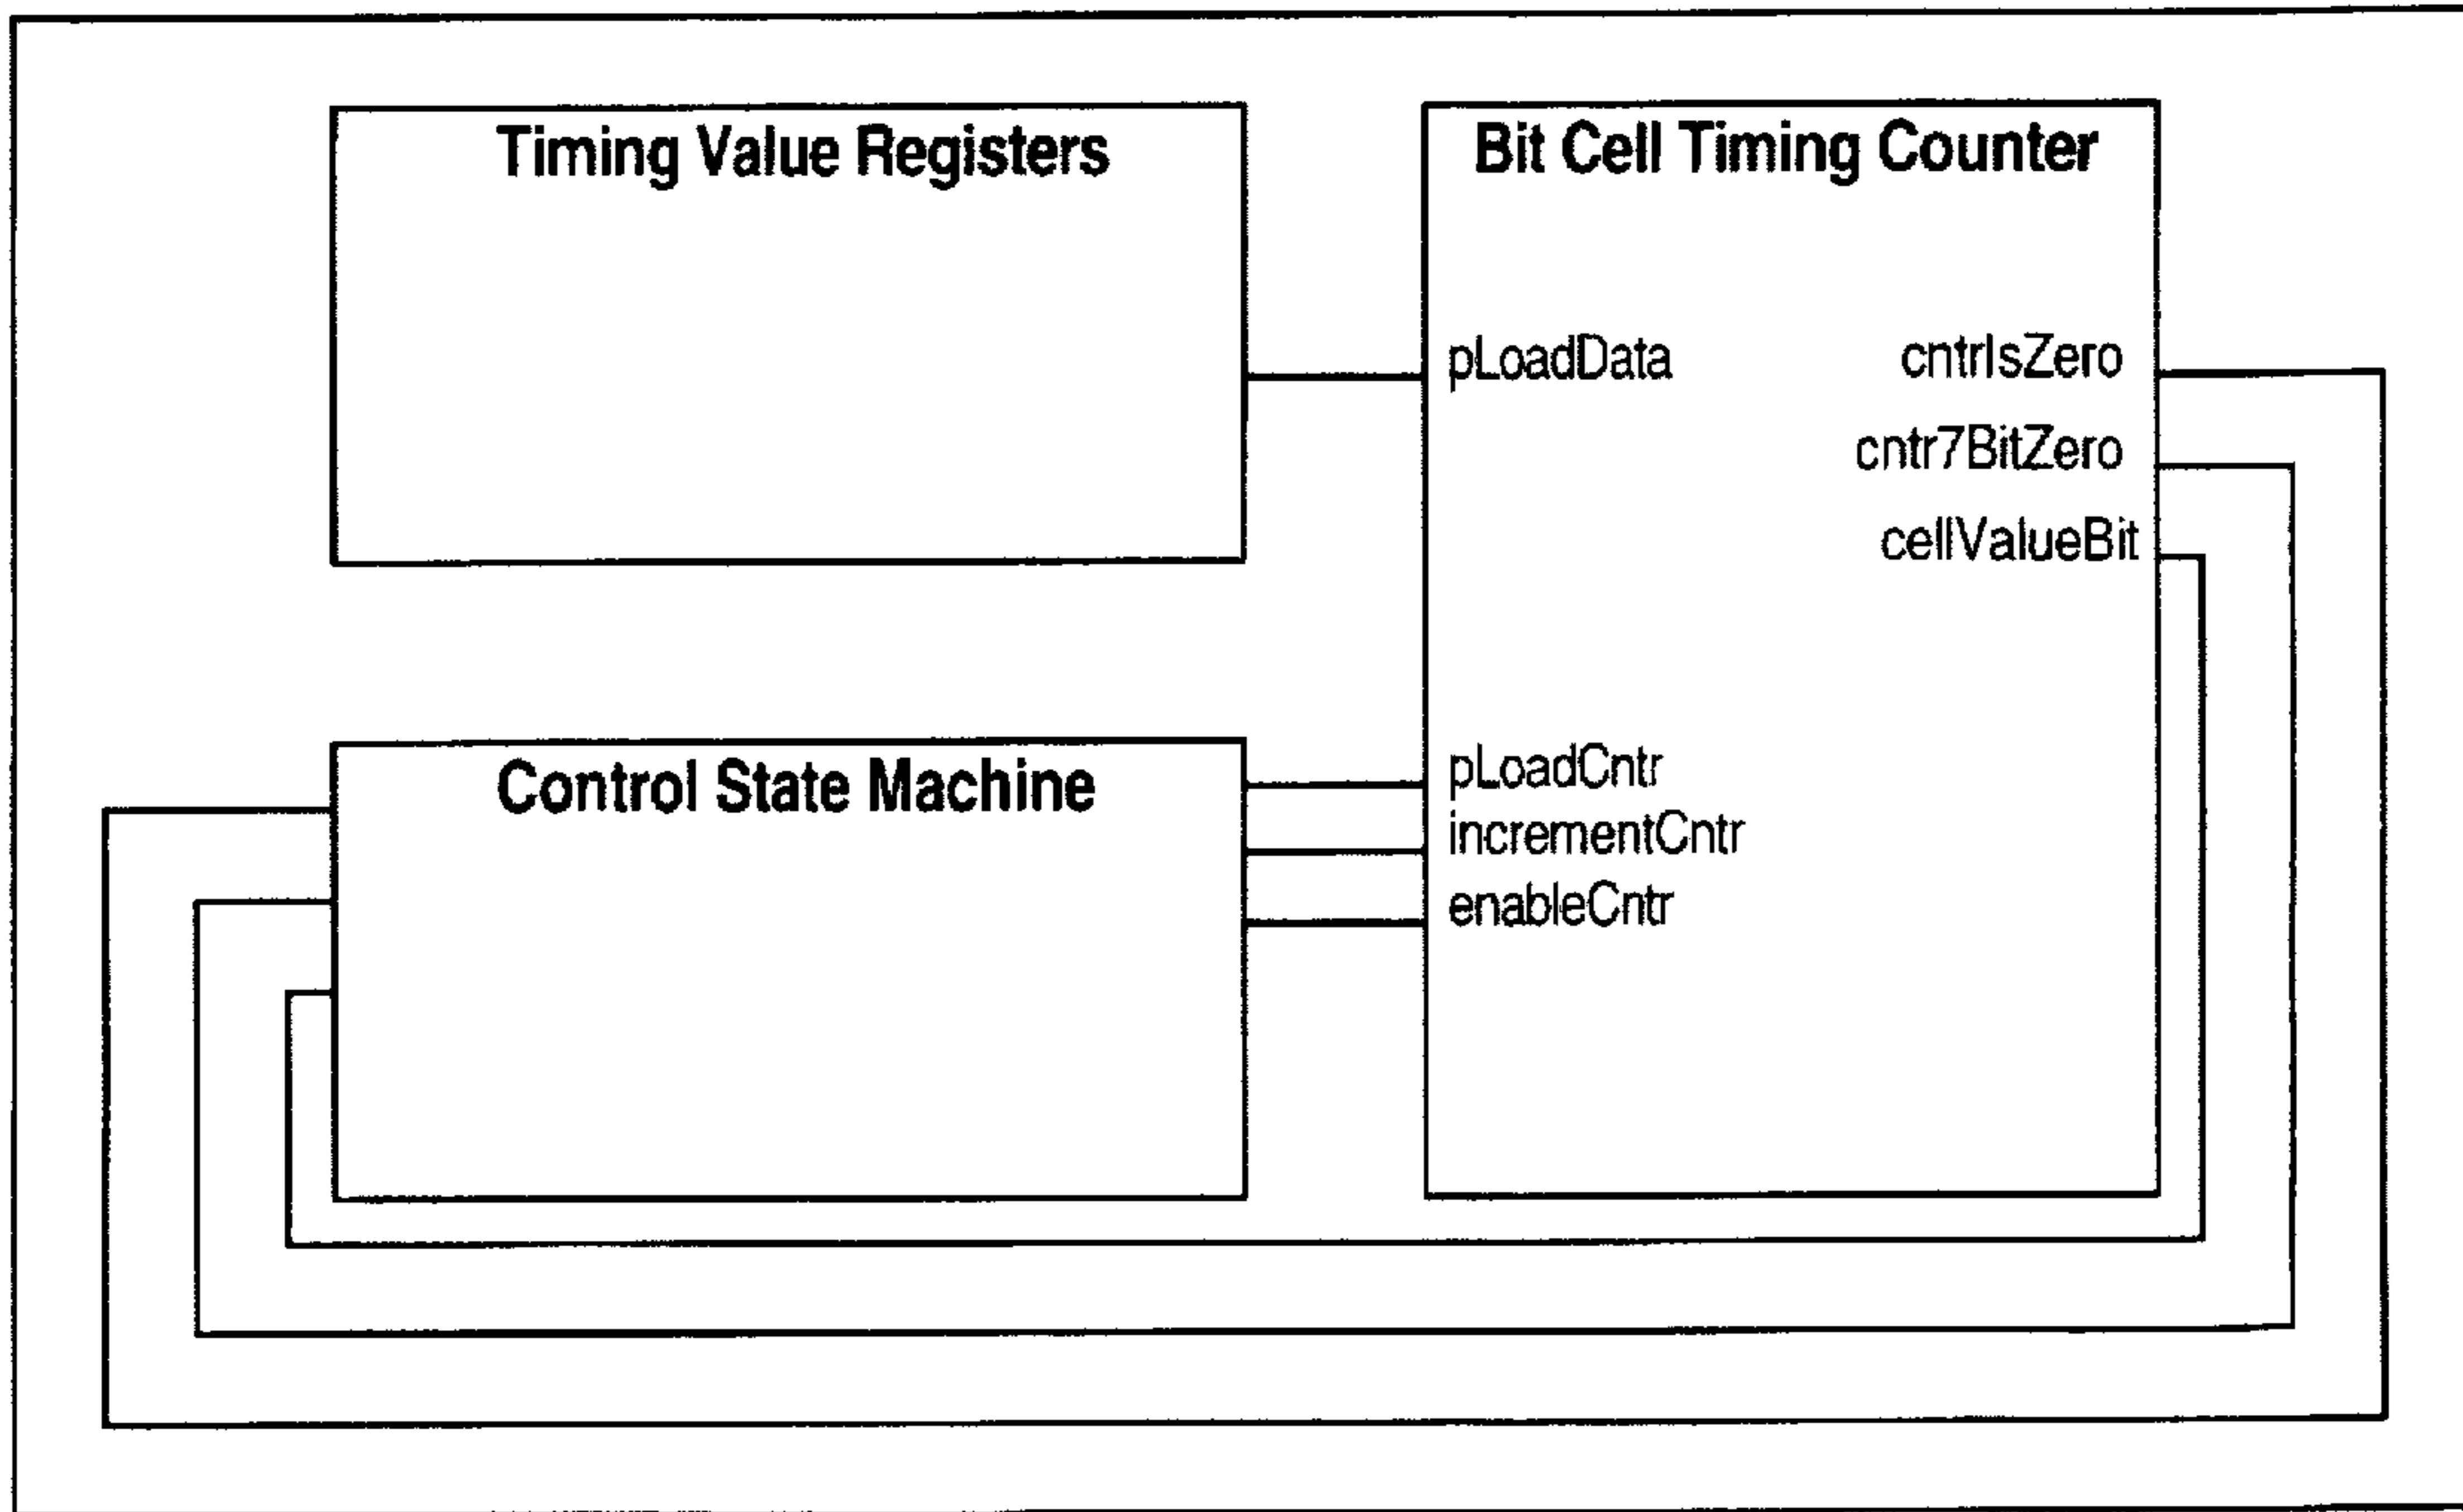 Timing Value Registers
Bit Cell Timing Counter
pLoadData
cntrIsZero
cntr7BitZero
cellValueBit
Control State Machine
pLoadCntr
incrementCntr
enableCntr